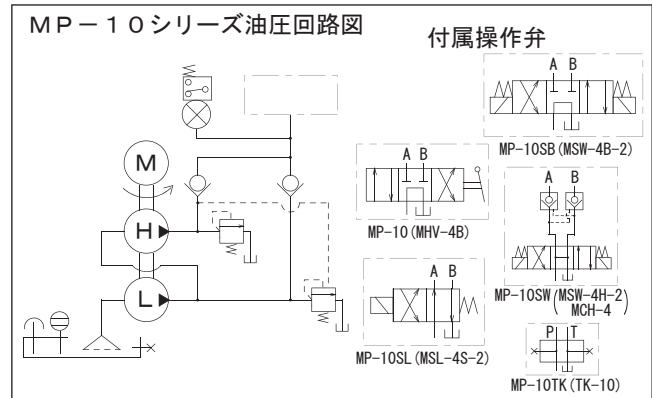 MP－10シリーズ油圧回路図
付属操作弁
A B
MP-10SB(MSW-4B-2)
M
A B
H
MP-10(MHV-4B)
A B
MP-10SW(MSW-4H-2
MCH-4)
L
A B
MP-10SL(MSL-4S-2)
P T
MP-10TK(TK-10)